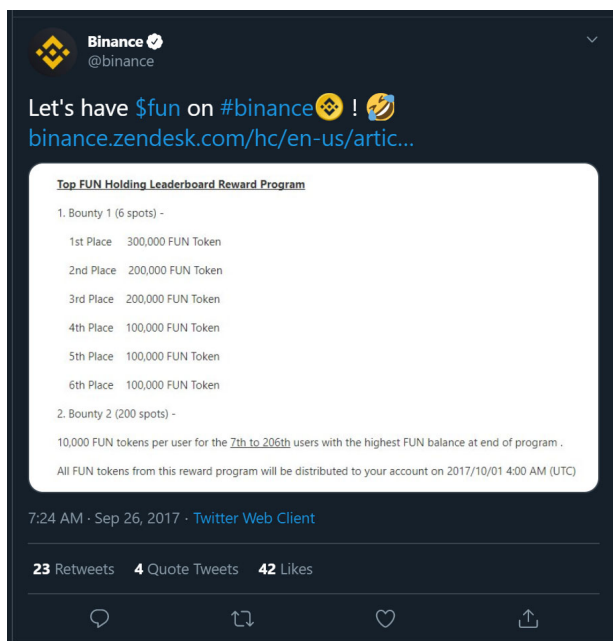 Binance
@binance
Let's have $fun on #binance ! 🤣
binance.zendesk.com/hc/en-us/artic...
Top FUN Holding Leaderboard Reward Program
1. Bounty 1 (6 spots) -
1st Place 300,000 FUN Token
2nd Place 200,000 FUN Token
3rd Place 200,000 FUN Token
4th Place 100,000 FUN Token
5th Place 100,000 FUN Token
6th Place 100,000 FUN Token
2. Bounty 2 (200 spots) -
10,000 FUN tokens per user for the 7th to 206th users with the highest FUN balance at end of program .
All FUN tokens from this reward program will be distributed to your account on 2017/10/01 4:00 AM (UTC)
7:24 AM · Sep 26, 2017 · Twitter Web Client
23 Retweets 4 Quote Tweets 42 Likes